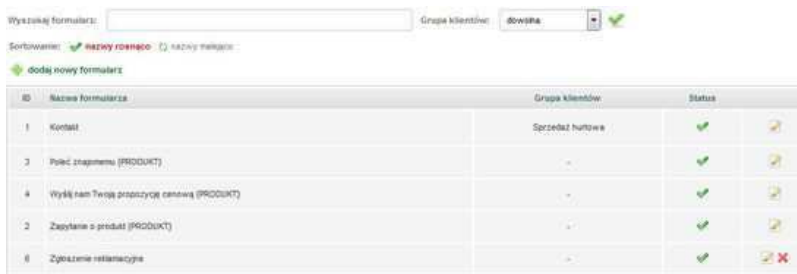 Wyszukaj formularz: Grupa klientów: dowolna
Sortowanie: nazwy rosnąco nazwy malejąco
dodaj nowy formularz
ID Nazwa formularza Grupa klientów Status
1 Kontakt Sprzedaż hurtowa
3 Poleć znajomemu (PRODUKT) -
4 Wyślij nam Twoją propozycję cenową (PRODUKT) -
2 Zapytanie o produkt (PRODUKT) -
6 Zgłoszenie reklamacyjne -